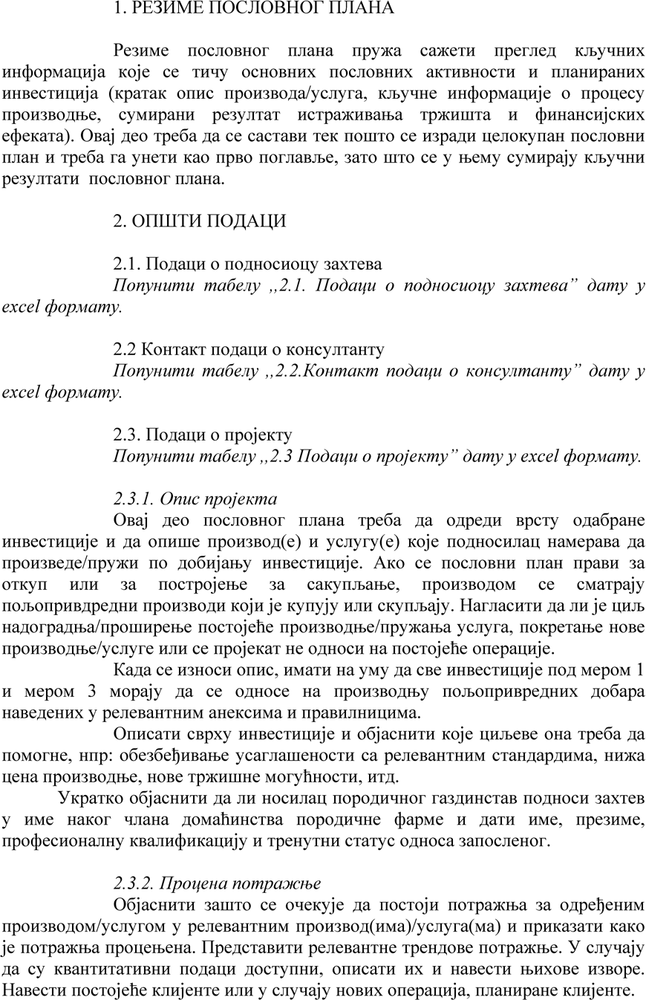 1. РЕЗИМЕ ПОСЛОВНОГ ПЛАНА
Резиме пословног плана пружа сажети преглед кључних
информација које се тичу основних пословних активности и планираних
инвестиција (кратак опис производа/услуга, кључне информације о процесу
производње, сумирани резултат истраживања тржишта и финансијских
ефеката). Овај део треба да се састави тек пошто се изради целокупан пословни
план и треба га унети као прво поглавље, зато што се у њему сумирају кључни
резултати пословног плана.
2. ОПШТИ ПОДАЦИ
2.1. Подаци о подносиоцу захтева
Попунити табелу ,,2.1. Подаци о подносиоцу захтева” дату у
excel формату.
2.2 Контакт подаци о консултанту
Попунити табелу ,,2.2.Контакт подаци о консултанту” дату у
excel формату.
2.3. Подаци о пројекту
Попунити табелу ,,2.3 Подаци о пројекту” дату у excel формату.
2.3.1. Опис пројекта
Овај део пословног плана треба да одреди врсту одабране
инвестиције и да опише производ(е) и услугу(е) које подносилац намерава да
произведе/пружи по добијању инвестиције. Ако се пословни план прави за
откуп или за постројење за сакупљање, производом се сматрају
пољопривдредни производи који је купују или скупљају. Нагласити да ли је циљ
надоградња/проширење постојеће производње/пружања услуга, покретање нове
производње/услуге или се пројекат не односи на постојеће операције.
Када се износи опис, имати на уму да све инвестиције под мером 1
и мером 3 морају да се односе на производњу пољопривредних добара
наведених у релевантним анексима и правилницима.
Описати сврху инвестиције и објаснити које циљеве она треба да
помогне, нпр: обезбеђивање усаглашености са релевантним стандардима, нижа
цена производње, нове тржишне могућности, итд.
Укратко објаснити да ли носилац породичног газдинстав подноси захтев
у име наког члана домаћинства породичне фарме и дати име, презиме,
професионалну квалификацију и тренутни статус односа запосленог.
2.3.2. Процена потражње
Објаснити зашто се очекује да постоји потражња за одређеним
производом/услугом у релевантним производ(има)/услуга(ма) и приказати како
је потражња процењена. Представити релевантне трендове потражње. У случају
да су квантитативни подаци доступни, описати их и навести њихове изворе.
Навести постојеће клијенте или у случају нових операција, планиране клијенте.